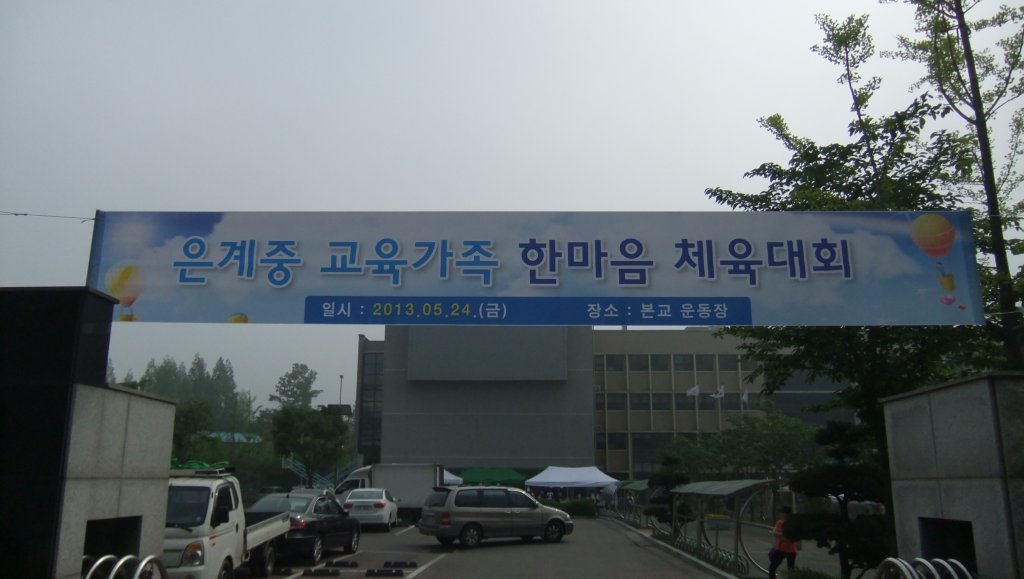 은계중 교육가족 한마음 체육대회
일시 : 2013.05.24.(금) 장소 : 본교 운동장